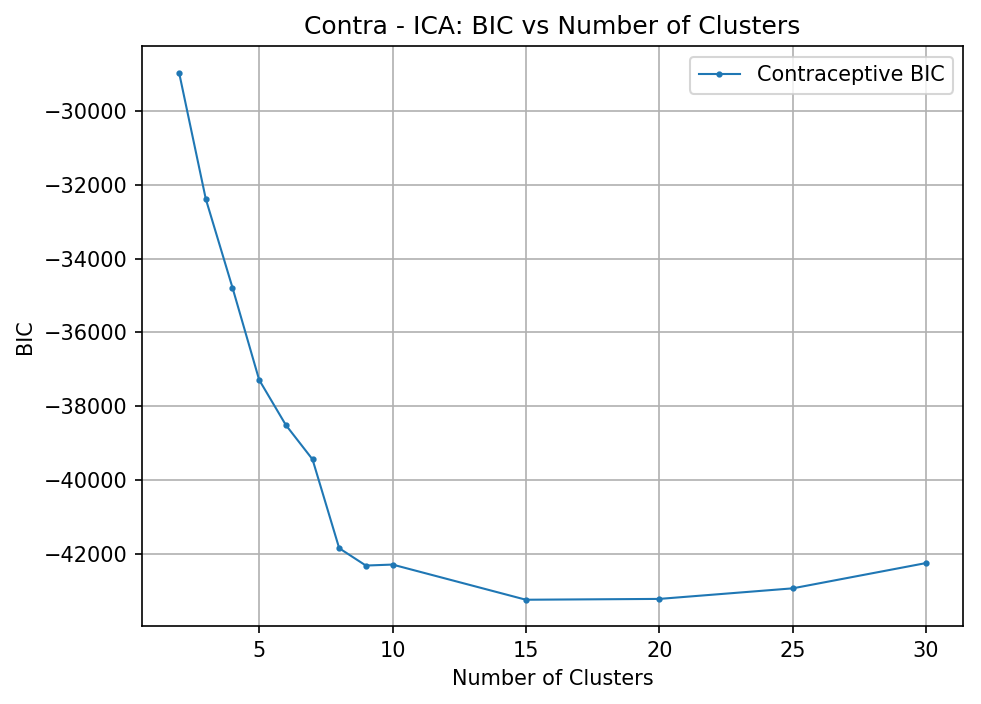 Contra - ICA: BIC vs Number of Clusters
Contraceptive BIC
−30000
−32000
−34000
−36000
−38000
−40000
−42000
BIC
5 10 15 20 25 30
Number of Clusters